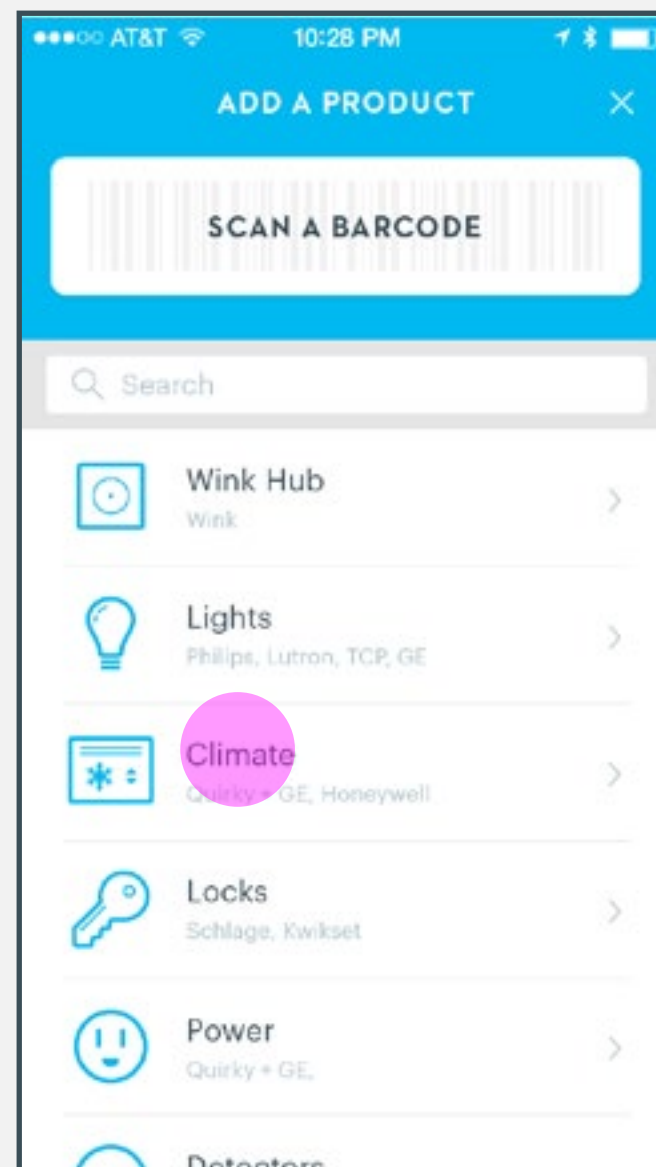 AT&T 10:28 PM
ADD A PRODUCT
SCAN A BARCODE
Search
Wink Hub
Wink
Lights
Philips, Lutron, TCP, GE
Climate
Quirky + GE, Honeywell
Locks
Schlage, Kwikset
Power
Quirky + GE,
Detectors